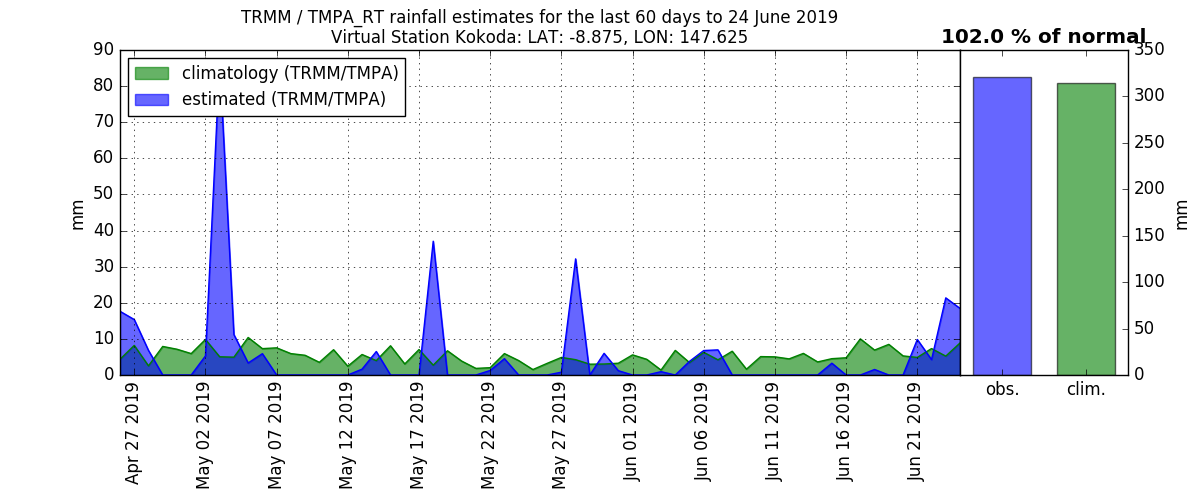 TRMM / TMPA_RT rainfall estimates for the last 60 days to 24 June 2019
Virtual Station Kokoda: LAT: -8.875, LON: 147.625
102.0 % of normal
climatology (TRMM/TMPA)
estimated (TRMM/TMPA)
mm
90
80
70
60
50
40
30
20
10
0
Apr 27 2019
May 02 2019
May 07 2019
May 12 2019
May 17 2019
May 22 2019
May 27 2019
Jun 01 2019
Jun 06 2019
Jun 11 2019
Jun 16 2019
Jun 21 2019
350
300
250
200
150
100
50
0
mm
obs.
clim.